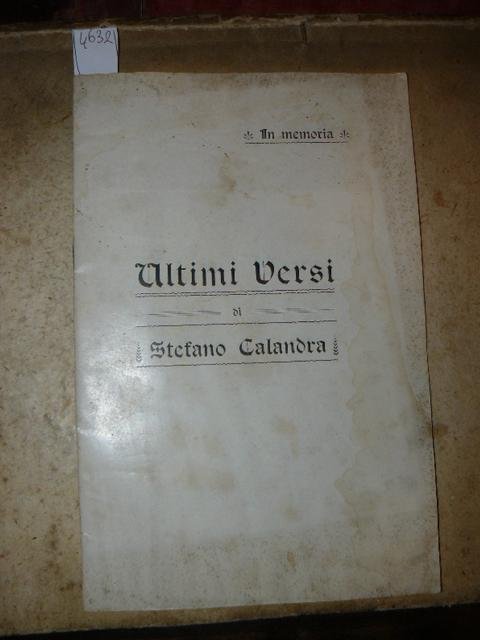 4632
In memoria
Ultimi Versi
di
Stefano Calandra